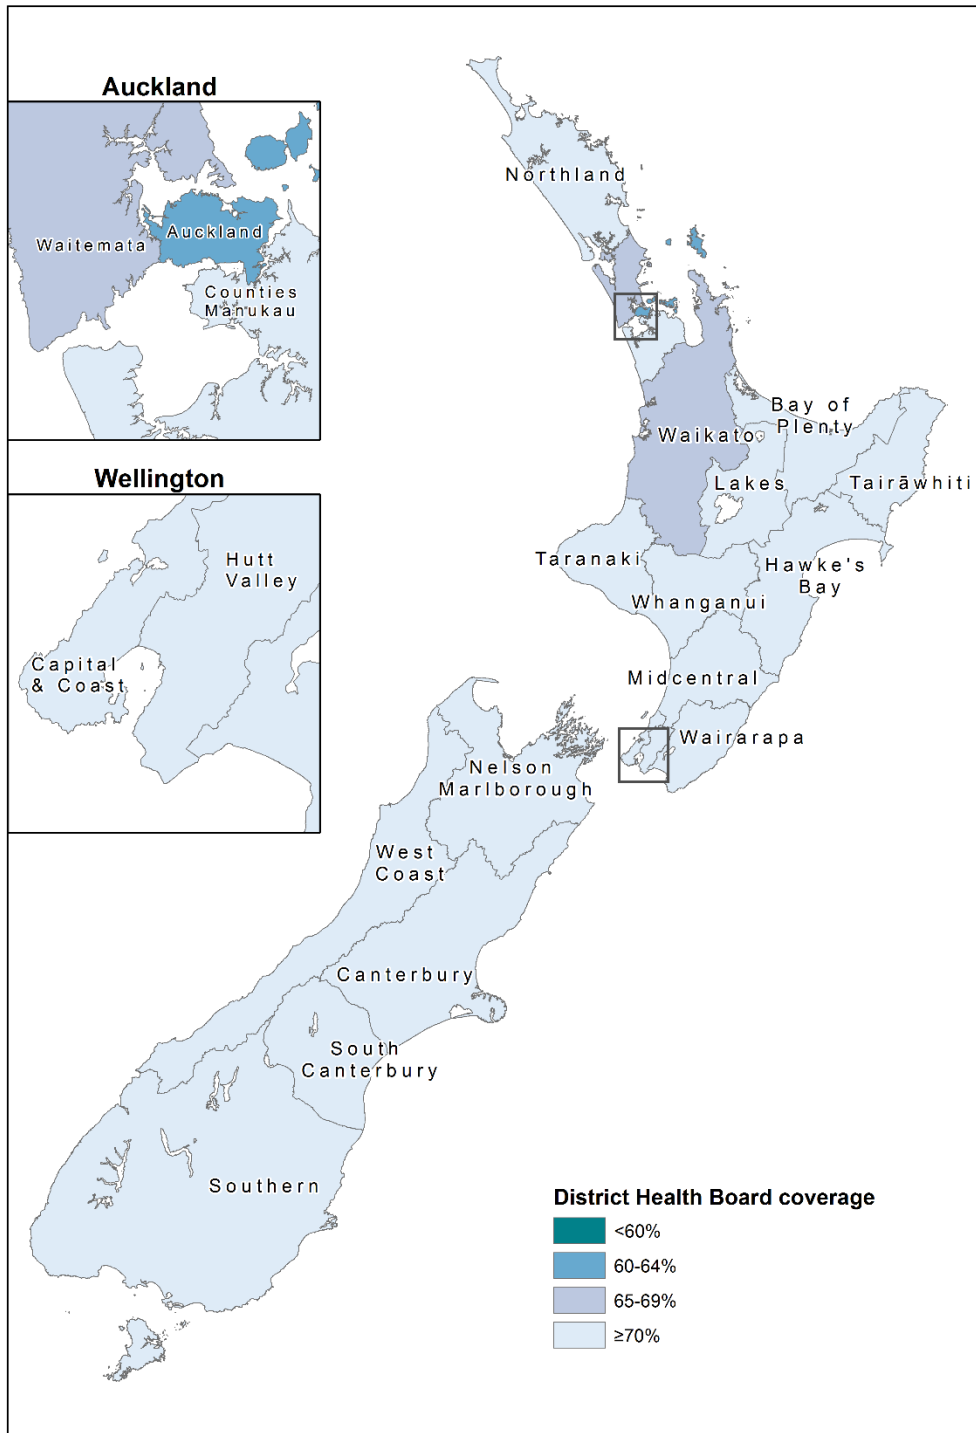 Auckland
Waitemata
Auckland
Counties
Manukau
Wellington
Hutt
Valley
Capital
& Coast
Northland
Bay of
Plenty
Waikato
Lakes
Tairāwhiti
Taranaki
Hawke's
Bay
Whanganui
Midcentral
Wairarapa
Nelson
Marlborough
West
Coast
Canterbury
South
Canterbury
Southern
District Health Board coverage
<60%
60-64%
65-69%
≥70%